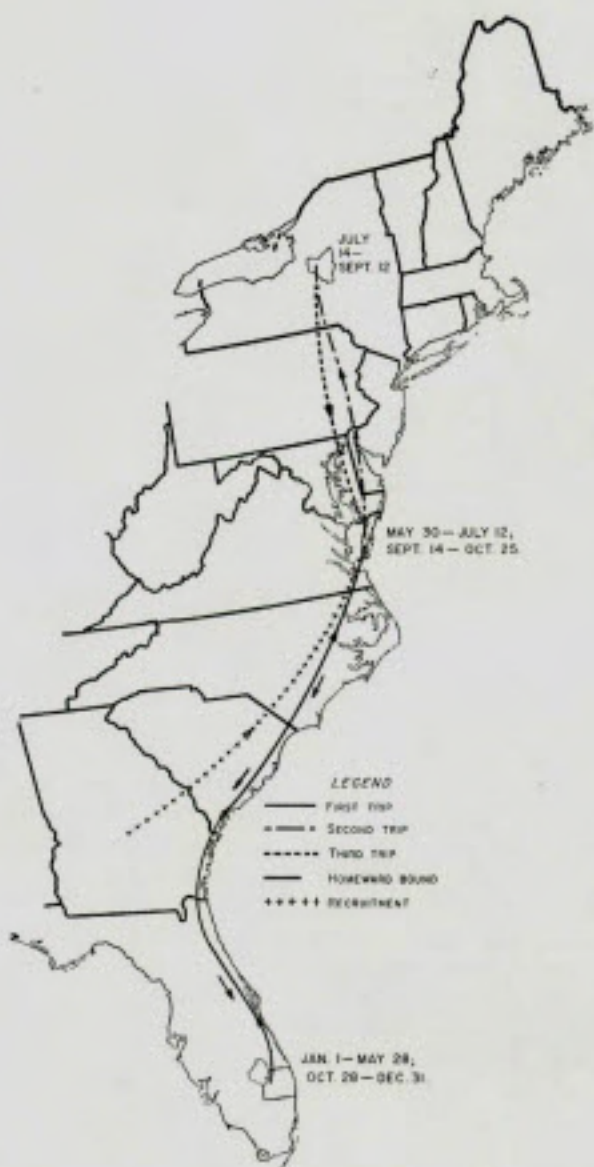 JULY
14—
SEPT. 12
MAY 30—JULY 12,
SEPT. 14—OCT. 25
LEGEND
FIRST TRIP
SECOND TRIP
THIRD TRIP
HOMEWARD BOUND
+++++ RECRUITMENT
JAN. 1—MAY 28;
OCT. 28—DEC. 31.